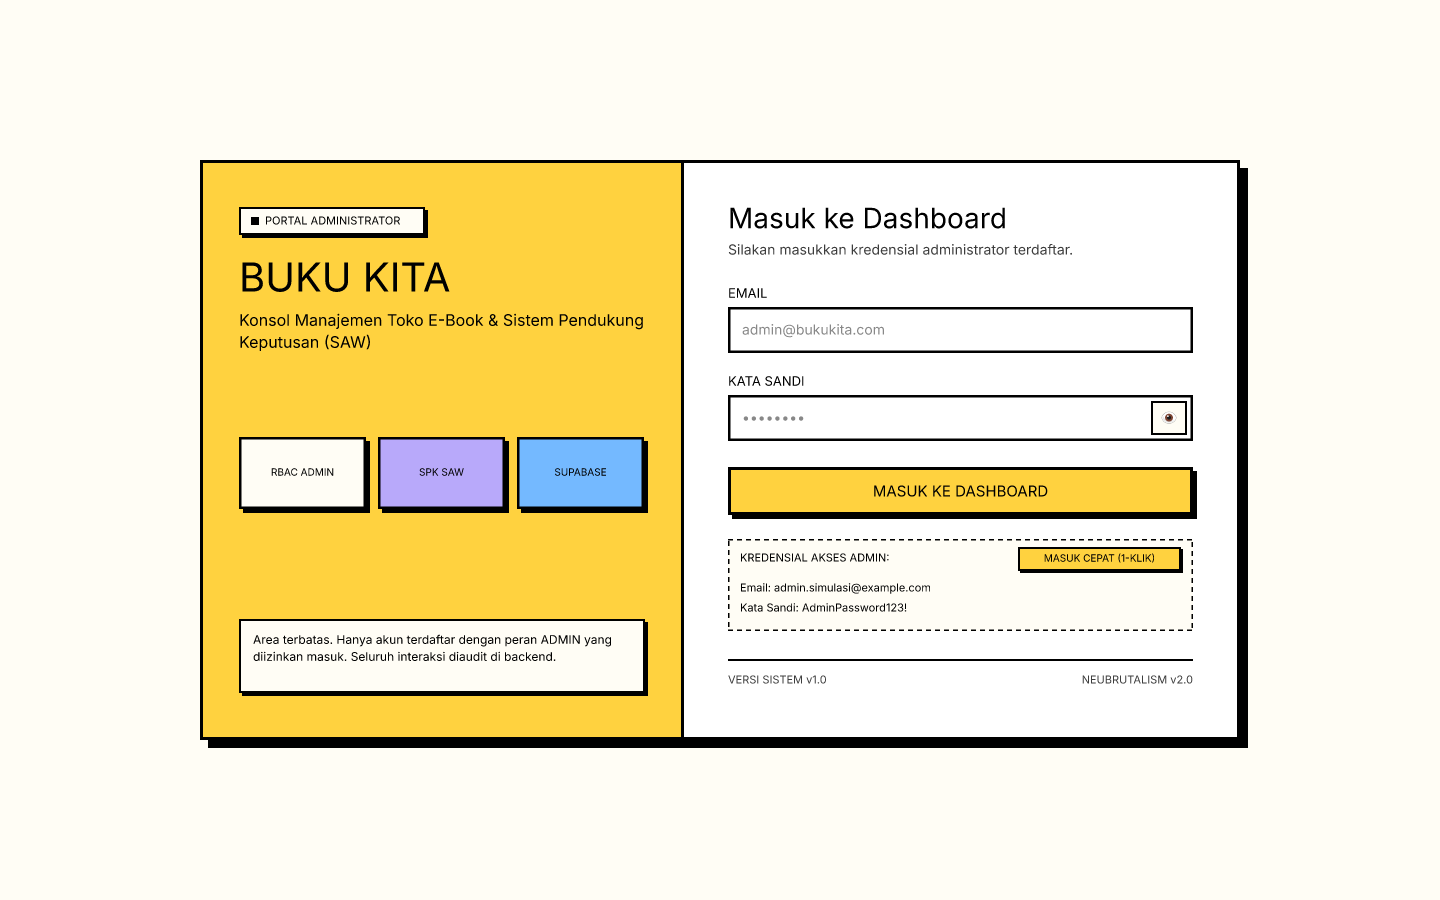 PORTAL ADMINISTRATOR
BUKU KITA
Konsol Manajemen Toko E-Book & Sistem Pendukung
Keputusan (SAW)
RBAC ADMIN
SPK SAW
SUPABASE
Area terbatas. Hanya akun terdaftar dengan peran ADMIN yang
diizinkan masuk. Seluruh interaksi diaudit di backend.
Masuk ke Dashboard
Silakan masukkan kredensial administrator terdaftar.
EMAIL
admin@bukukita.com
KATA SANDI
••••••••
MASUK KE DASHBOARD
KREDENSIAL AKSES ADMIN:
MASUK CEPAT (1-KLIK)
Email: admin.simulasi@example.com
Kata Sandi: AdminPassword123!
VERSI SISTEM v1.0
NEUBRUTALISM v2.0